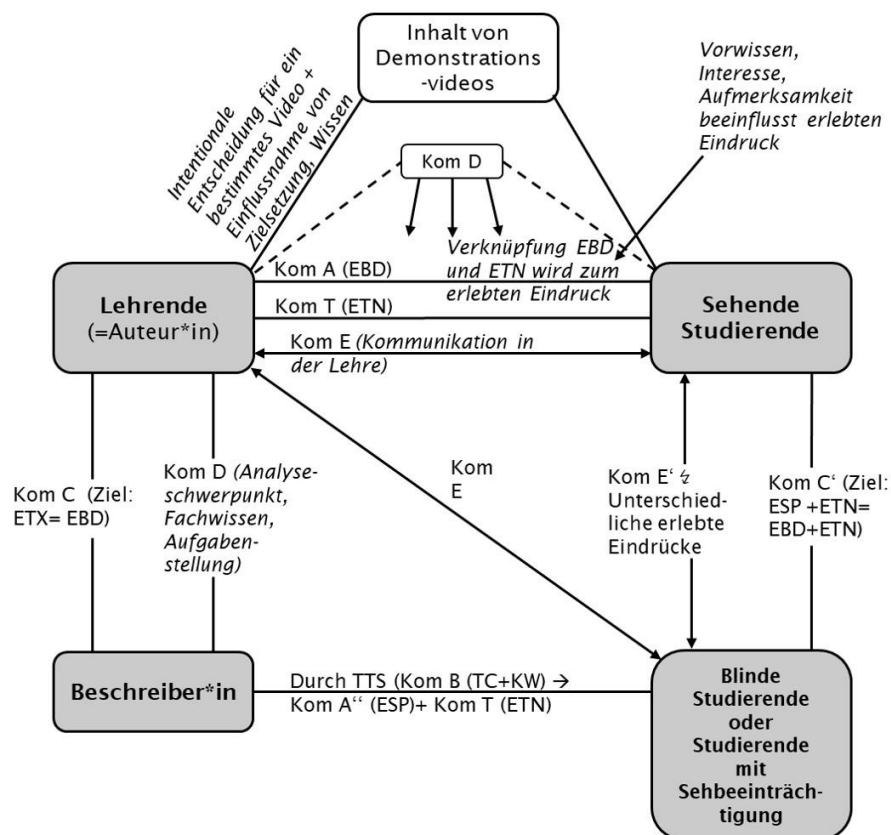 Inhalt von
Demonstrations
-videos
Intentionale
Entscheidung für ein
bestimmtes Video +
Einflussnahme von
Zielsetzung, Wissen
Vorwissen,
Interesse,
Aufmerksamkeit
beeinflusst erlebten
Eindruck
Kom D
Verknüpfung EBD
und ETN wird zum
erlebten Eindruck
Kom A (EBD)
Kom T (ETN)
Kom E (Kommunikation in
der Lehre)
Lehrende
(=Auteur*in)
Sehende
Studierende
Kom C (Ziel:
ETX= EBD)
Kom D (Analyse-
schwerpunkt,
Fachwissen,
Aufgaben-
stellung)
Kom
E
Kom E‘ ↯
Unterschied-
liche erlebte
Eindrücke
Kom C‘ (Ziel:
ESP +ETN=
EBD+ETN)
Beschreiber*in
Durch TTS (Kom B (TC+KW) →
Kom A‘‘ (ESP)+ Kom T (ETN)
Blinde
Studierende
oder
Studierende
mit
Sehbeeinträch-
tigung